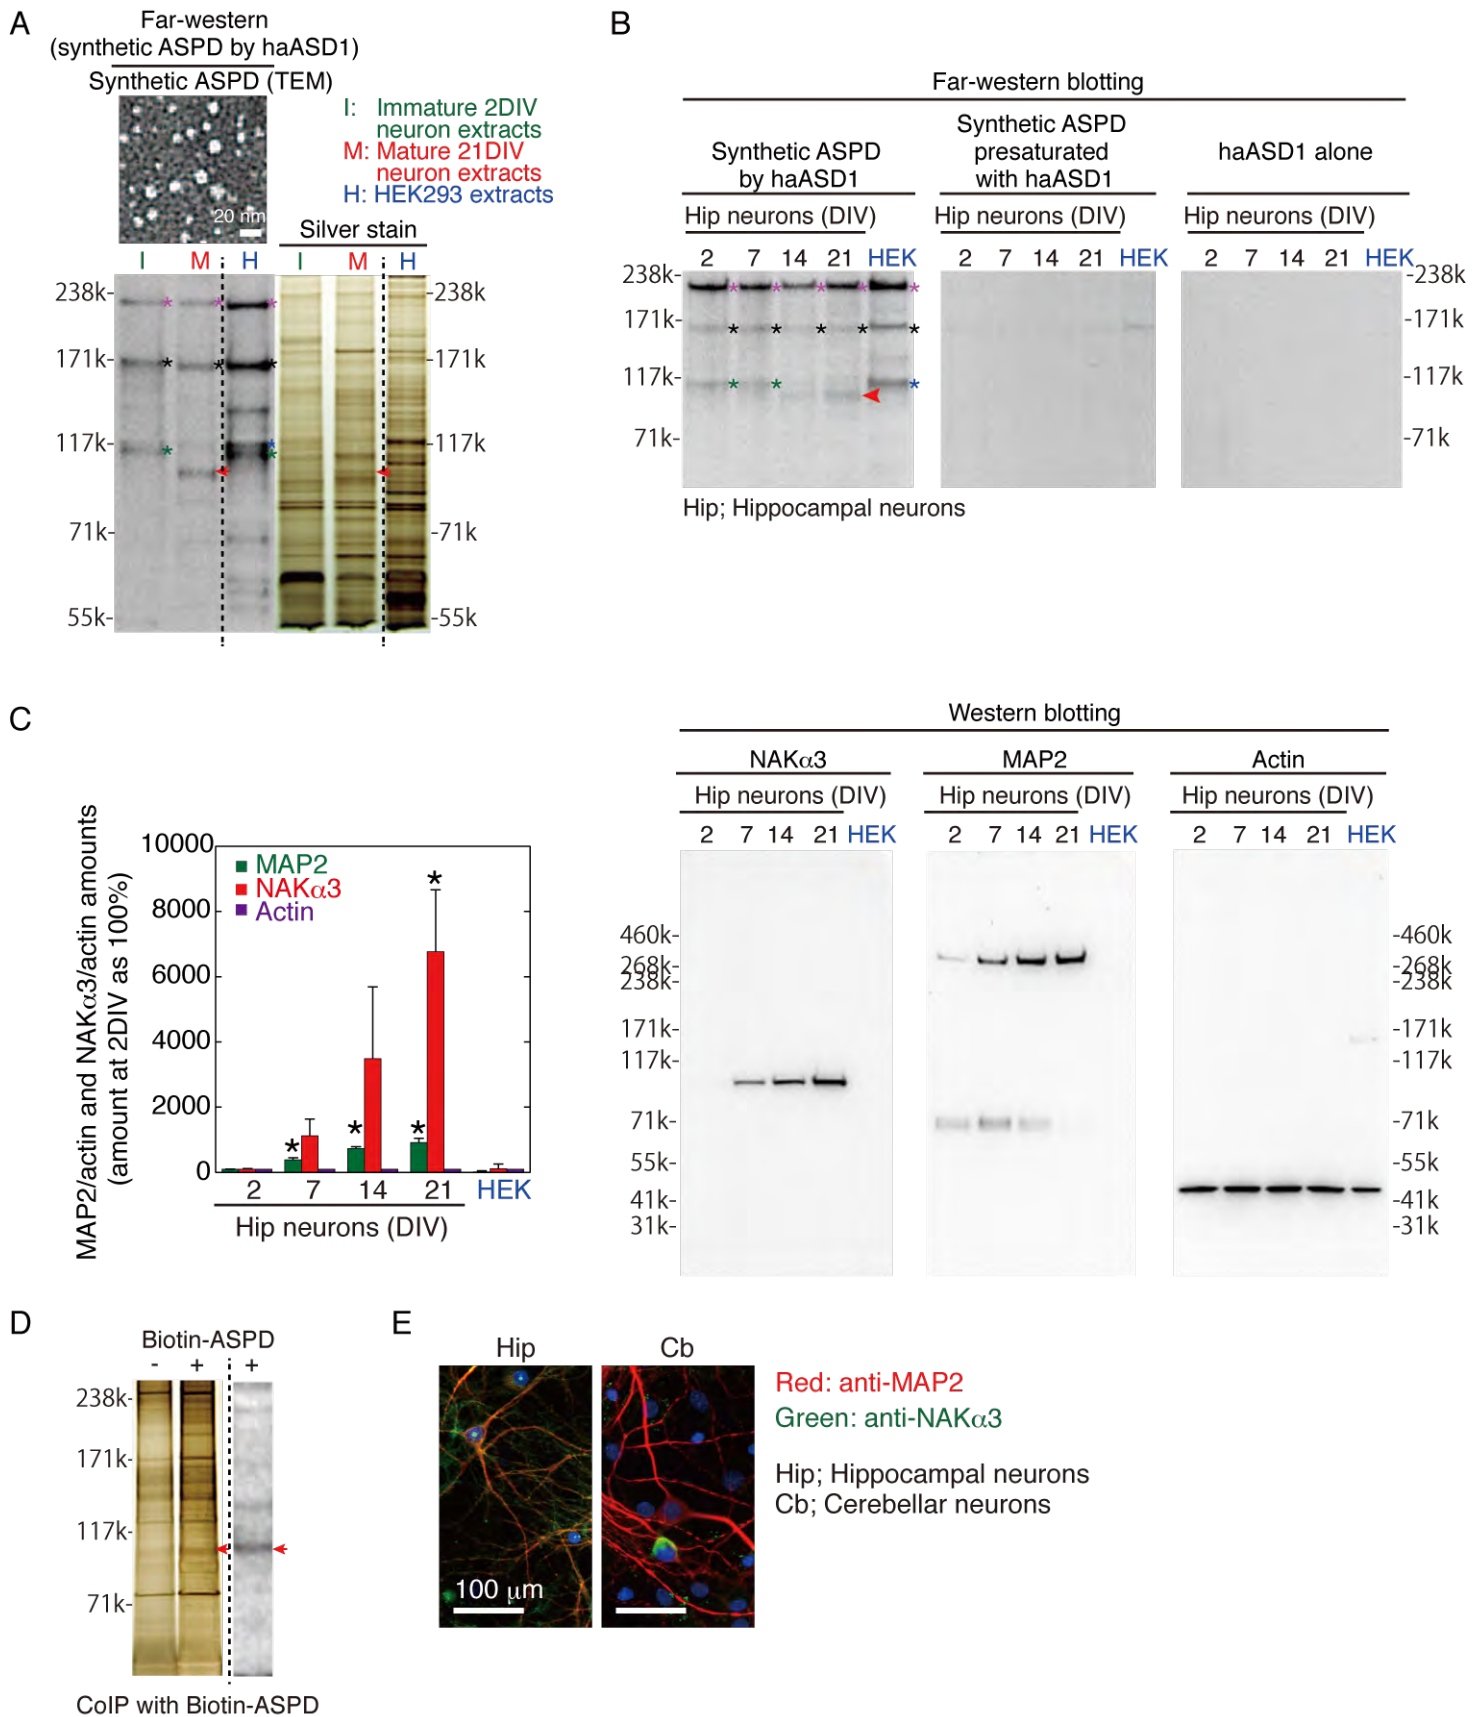 A
Far-western
(synthetic ASPD by haASD1)
Synthetic ASPD (TEM)
20 nm
I: Immature 2DIV
neuron extracts
M: Mature 21DIV
neuron extracts
H: HEK293 extracts
Silver stain
I M H I M H
238k- -238k
171k- -171k
117k- -117k
71k- -71k
55k- -55k
* * *
* * *
* * *
B
Far-western blotting
Synthetic ASPD
by haASD1
Synthetic ASPD
presaturated
with haASD1
haASD1 alone
Hip neurons (DIV) Hip neurons (DIV) Hip neurons (DIV)
2 7 14 21 HEK 2 7 14 21 HEK 2 7 14 21 HEK
238k- -238k
171k- -171k
117k- -117k
71k- -71k
* * * * *
* * * * *
* * *
Hip; Hippocampal neurons
C
MAP2/actin and NAKα3/actin amounts
(amount at 2DIV as 100%)
10000
8000
6000
4000
2000
0
MAP2
NAKα3
Actin
* * * *
2 7 14 21 HEK
Hip neurons (DIV)
Western blotting
NAKα3 MAP2 Actin
Hip neurons (DIV) Hip neurons (DIV) Hip neurons (DIV)
2 7 14 21 HEK 2 7 14 21 HEK 2 7 14 21 HEK
460k- -460k
268k- -268k
238k- -238k
171k- -171k
117k- -117k
71k- -71k
55k- -55k
41k- -41k
31k- -31k
D
Biotin-ASPD
- + +
238k-
171k-
117k-
71k-
CoIP with Biotin-ASPD
E
Hip Cb
100 μm
Red: anti-MAP2
Green: anti-NAKα3
Hip; Hippocampal neurons
Cb; Cerebellar neurons